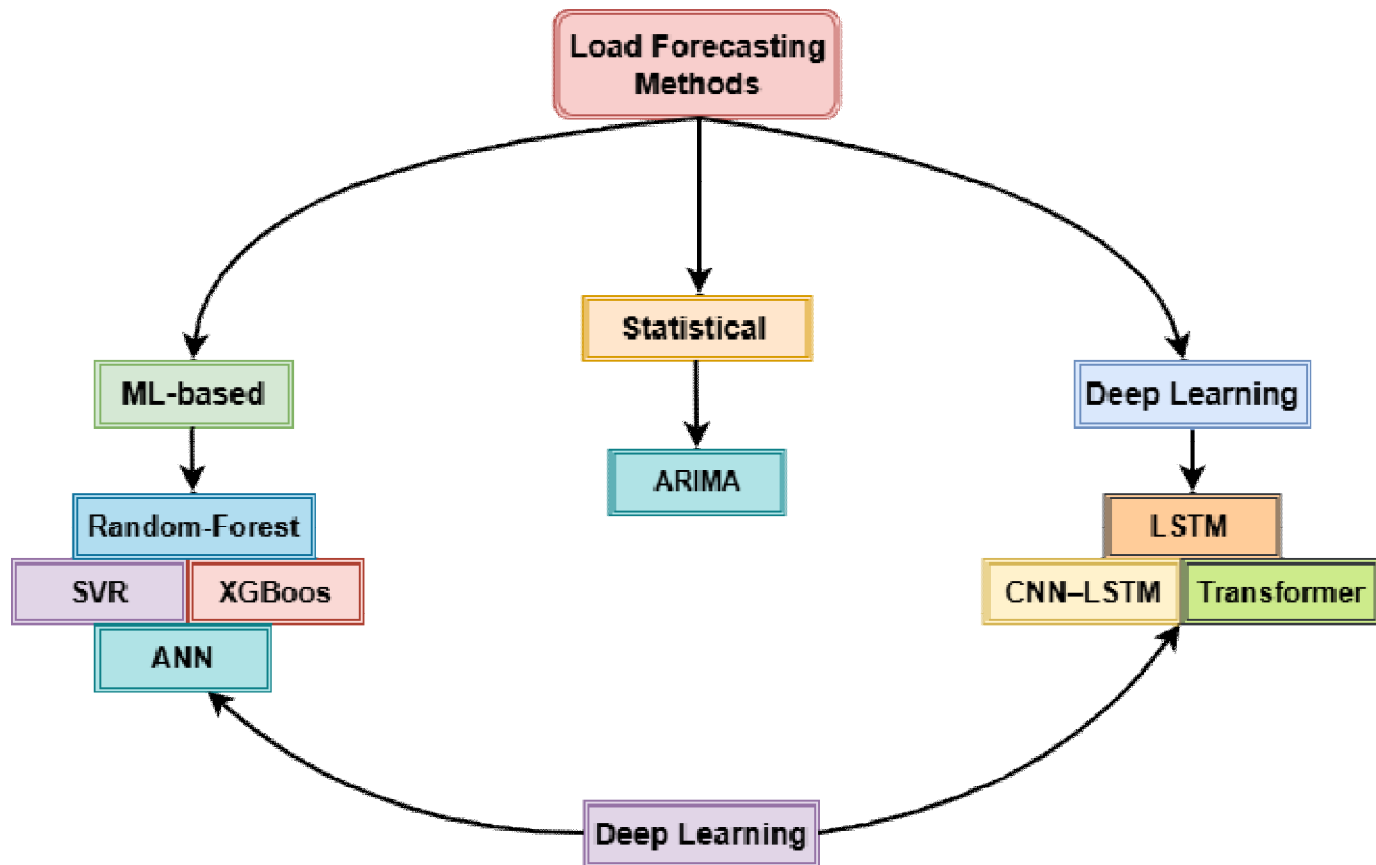 Load Forecasting
Methods
Statistical
ML-based
Deep Learning
ARIMA
Random-Forest
LSTM
SVR
XGBoos
CNN–LSTM
Transformer
ANN
Deep Learning